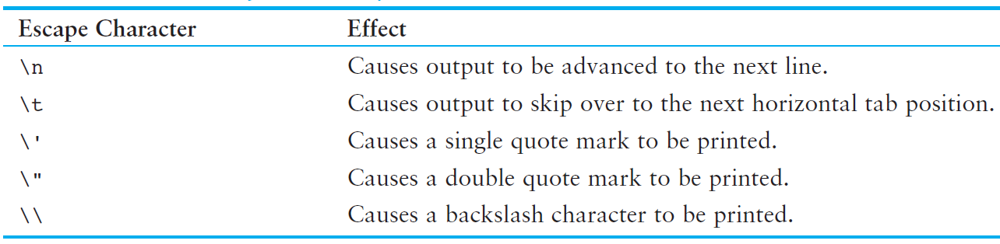 Escape Character Effect
\n Causes output to be advanced to the next line.
\t Causes output to skip over to the next horizontal tab position.
\' Causes a single quote mark to be printed.
\" Causes a double quote mark to be printed.
\\ Causes a backslash character to be printed.